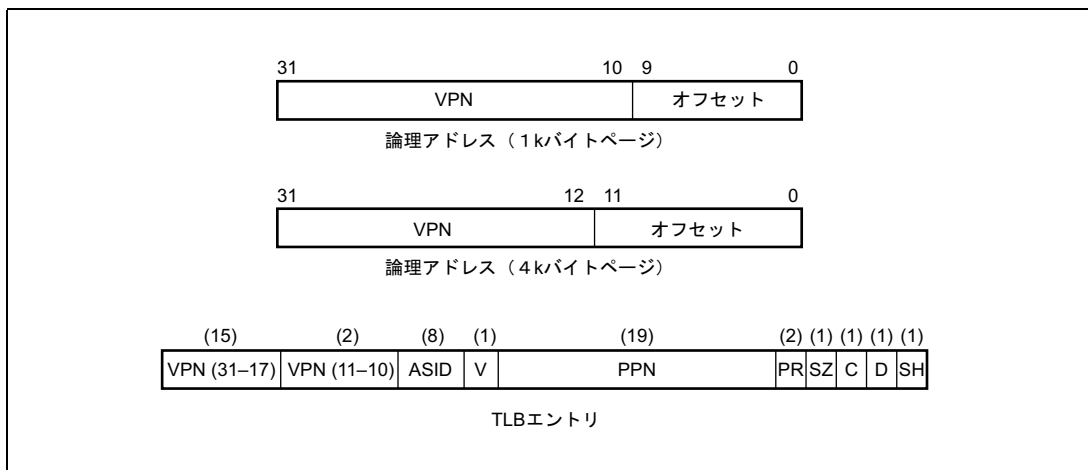 31 10 9 0
VPN オフセット
論理アドレス（1kバイトページ）
31 12 11 0
VPN オフセット
論理アドレス（4kバイトページ）
(15) (2) (8) (1) (19) (2) (1) (1) (1) (1)
VPN (31–17) VPN (11–10) ASID V PPN PR SZ C D SH
TLBエントリ